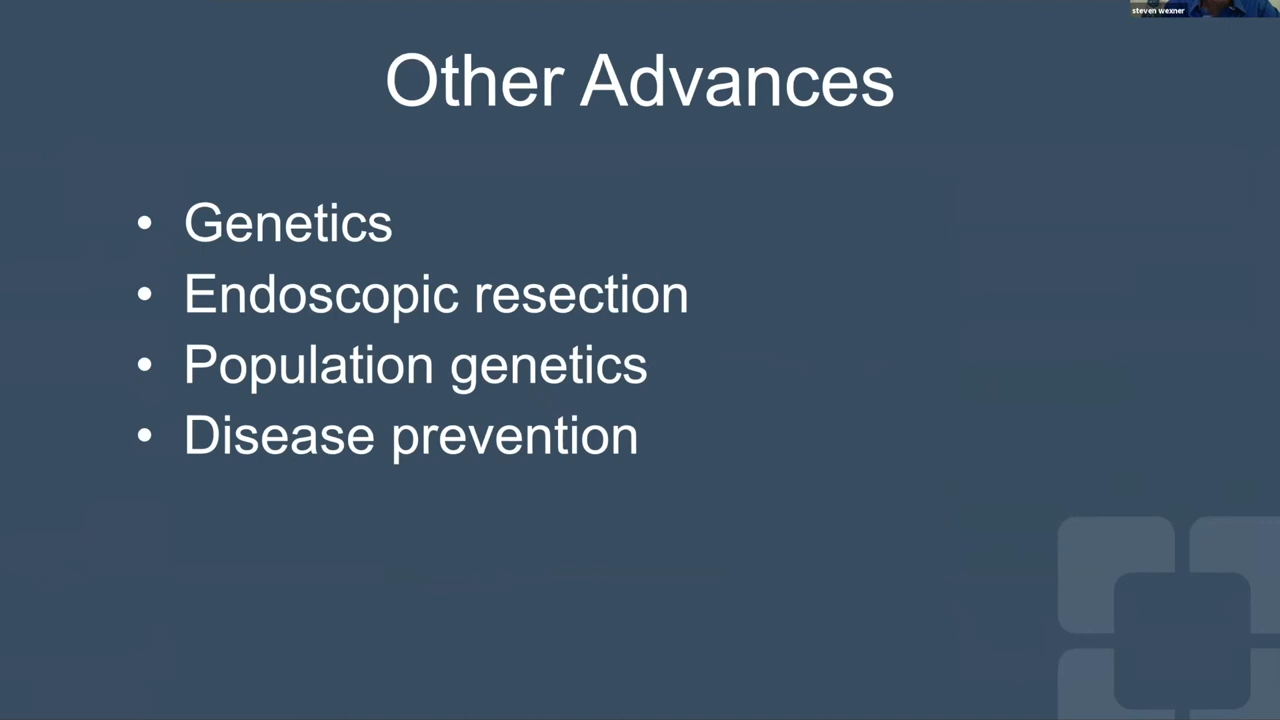 steven wexner
Other Advances
• Genetics
• Endoscopic resection
• Population genetics
• Disease prevention